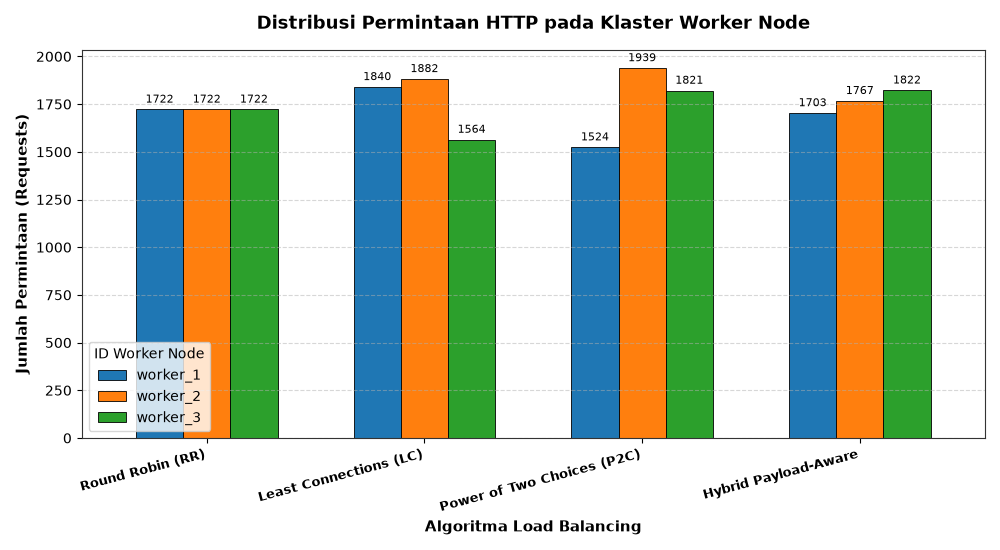 Distribusi Permintaan HTTP pada Klaster Worker Node
Jumlah Permintaan (Requests)
2000
1750
1500
1250
1000
750
500
250
0
1722 1722 1722
1840 1882 1564
1524 1939 1821
1703 1767 1822
ID Worker Node
worker_1
worker_2
worker_3
Round Robin (RR)
Least Connections (LC)
Power of Two Choices (P2C)
Hybrid Payload-Aware
Algoritma Load Balancing